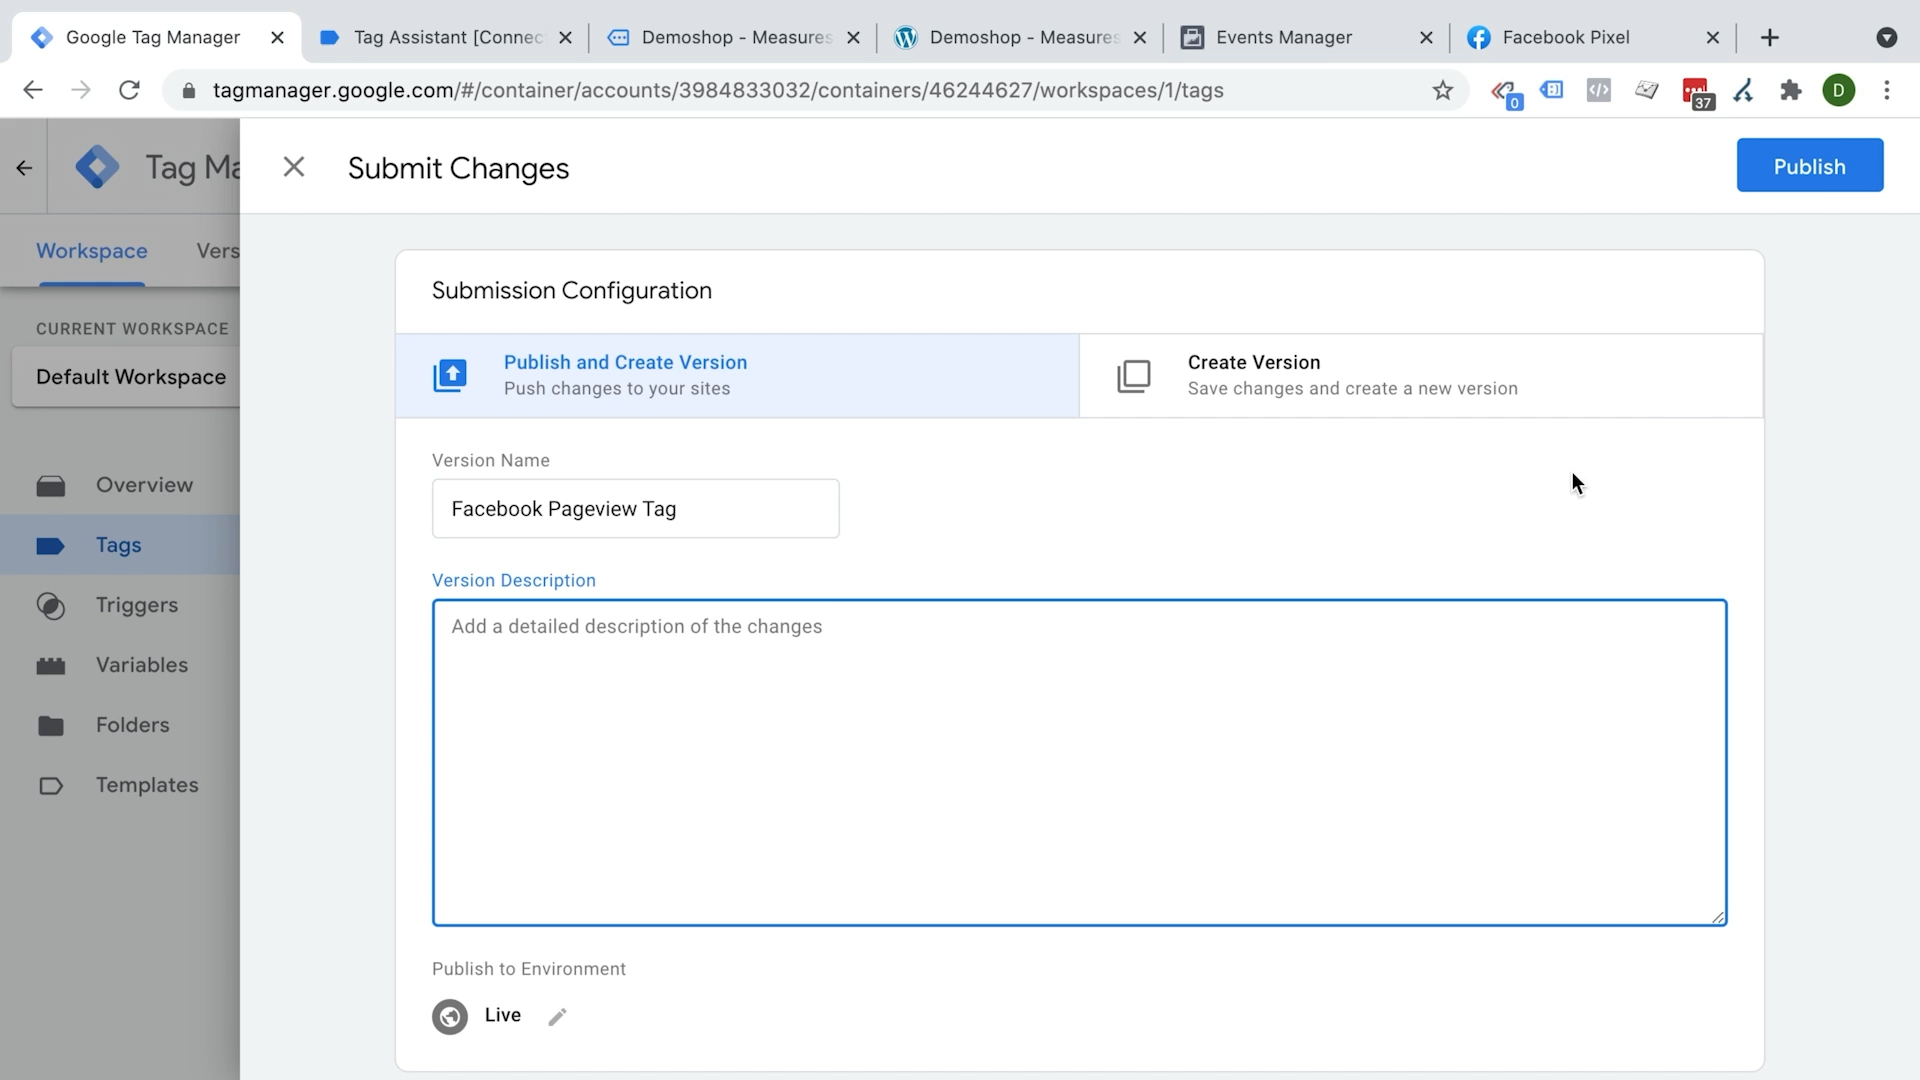 Google Tag Manager
Tag Assistant [Connec
Demoshop - Measures
Demoshop - Measures
Events Manager
Facebook Pixel
tagmanager.google.com/#/container/accounts/3984833032/containers/46244627/workspaces/1/tags
0
37
D
Tag Ma
Submit Changes
Publish
Workspace
Vers
Submission Configuration
CURRENT WORKSPACE
Default Workspace
Publish and Create Version
Push changes to your sites
Create Version
Save changes and create a new version
Version Name
Facebook Pageview Tag
Overview
Tags
Triggers
Variables
Folders
Templates
Version Description
Add a detailed description of the changes
Publish to Environment
Live